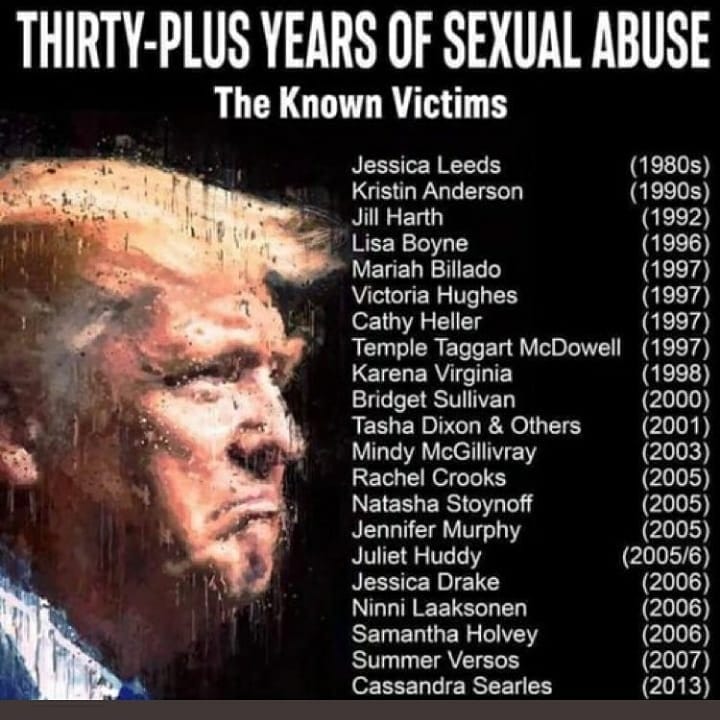 THIRTY-PLUS YEARS OF SEXUAL ABUSE
The Known Victims
Jessica Leeds (1980s)
Kristin Anderson (1990s)
Jill Harth (1992)
Lisa Boyne (1996)
Mariah Billado (1997)
Victoria Hughes (1997)
Cathy Heller (1997)
Temple Taggart McDowell (1997)
Karena Virginia (1998)
Bridget Sullivan (2000)
Tasha Dixon & Others (2001)
Mindy McGillivray (2003)
Rachel Crooks (2005)
Natasha Stoynoff (2005)
Jennifer Murphy (2005)
Juliet Huddy (2005/6)
Jessica Drake (2006)
Ninni Laaksonen (2006)
Samantha Holvey (2006)
Summer Versos (2007)
Cassandra Searles (2013)